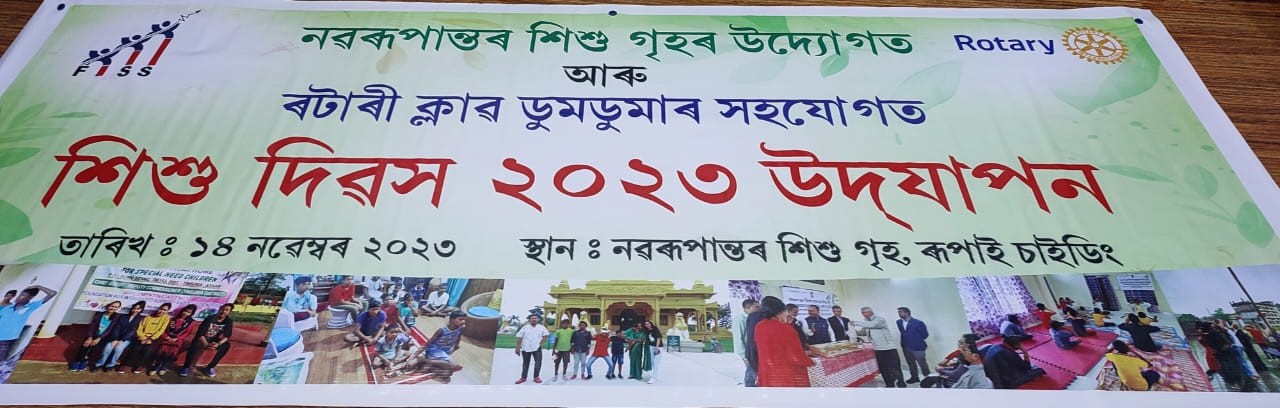 FISS
নৱৰূপান্তৰ শিশু গৃহৰ উদ্যোগত
Rotary
আৰু
ৰটাৰী ক্লাৱ ডুমডুমাৰ সহযোগত
শিশু দিৱস ২০২৩ উদ্‌যাপন
তাৰিখ : ১৪ নৱেম্বৰ ২০২৩
স্থান : নৱৰূপান্তৰ শিশু গৃহ, ৰূপাই চাইডিং
FOR SPECIAL NEED CHILDREN